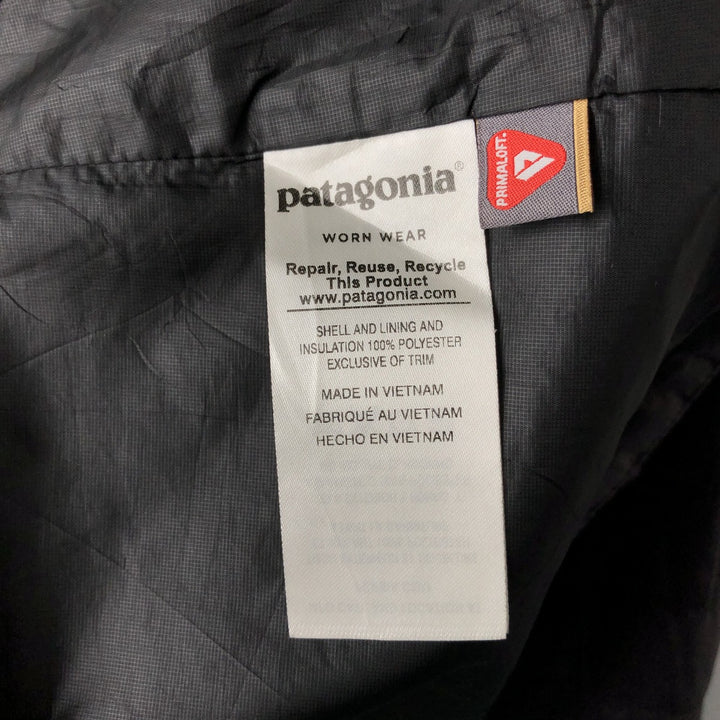 patagonia®
PRIMALOFT.
WORN WEAR
Repair, Reuse, Recycle
This Product
www.patagonia.com
SHELL AND LINING AND
INSULATION 100% POLYESTER
EXCLUSIVE OF TRIM
MADE IN VIETNAM
FABRIQUÉ AU VIETNAM
HECHO EN VIETNAM